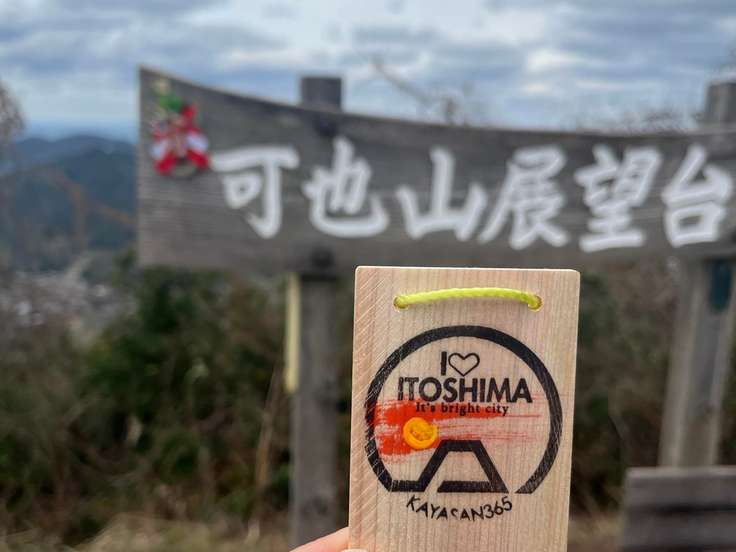 可也山展望台
I♡
ITOSHIMA
It's bright city
KAYASAN365